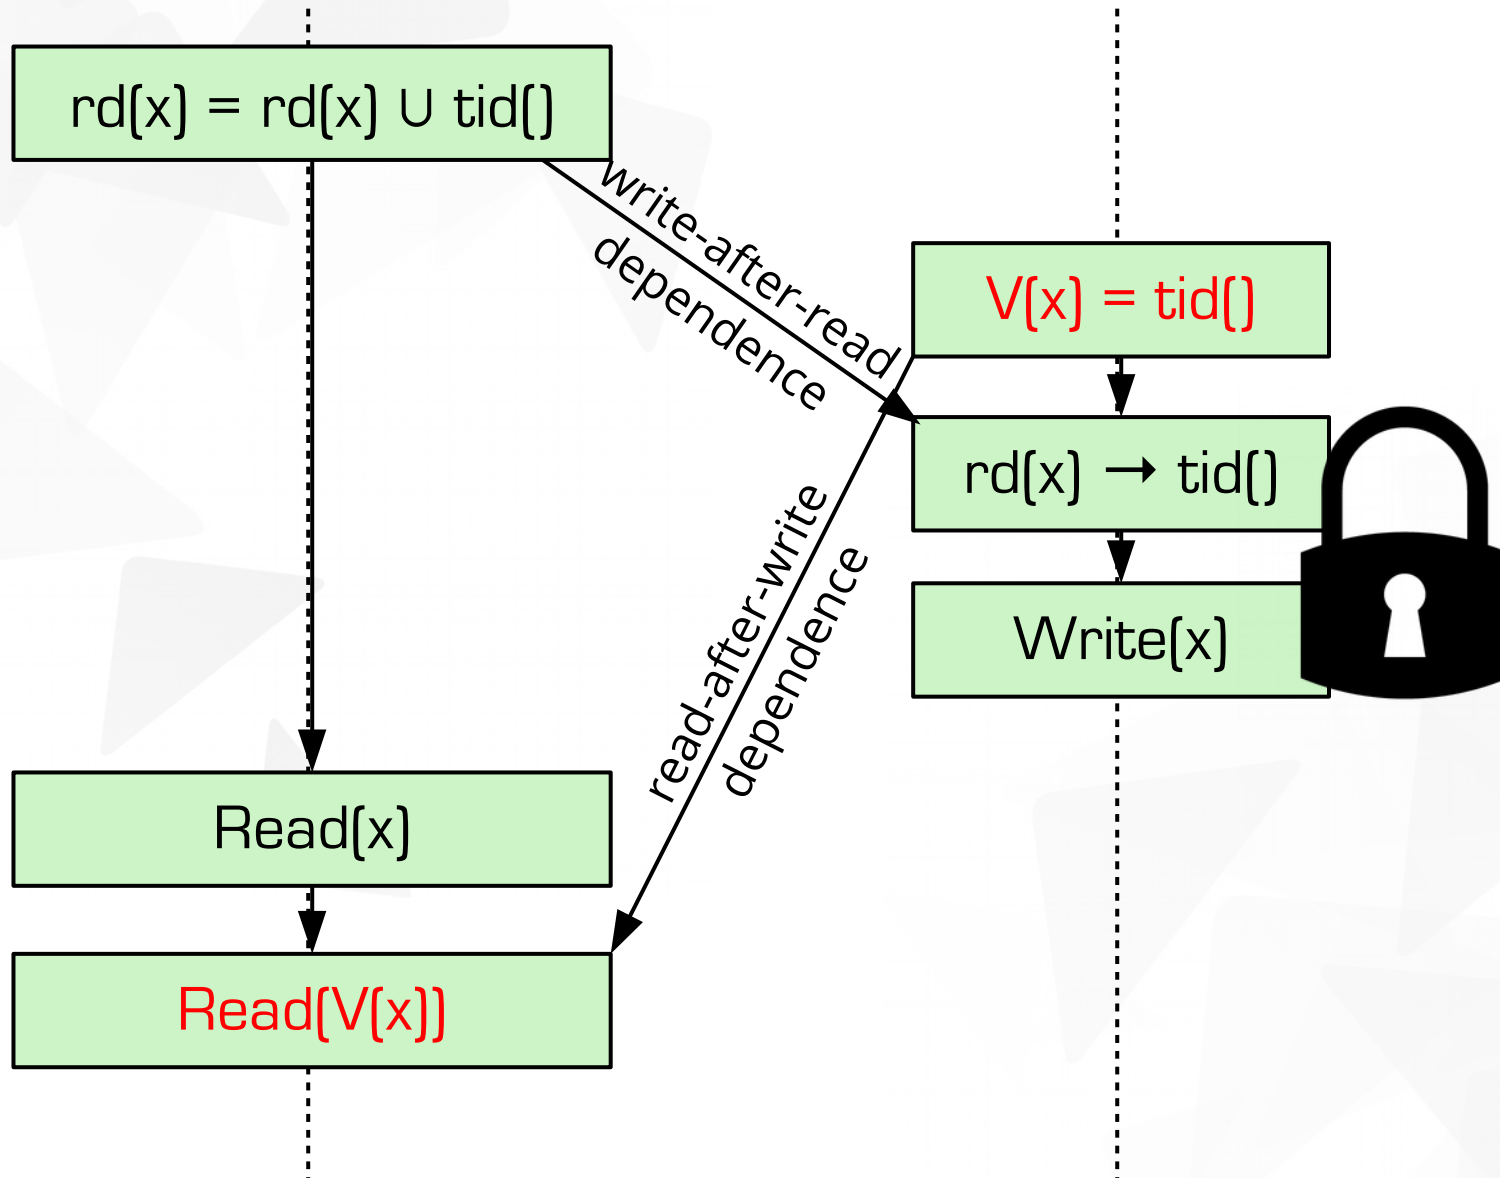 rd(x) = rd(x) ∪ tid()
write-after-read
dependence
V(x) = tid()
rd(x) → tid()
Write(x)
read-after-write
dependence
Read(x)
Read(V(x))